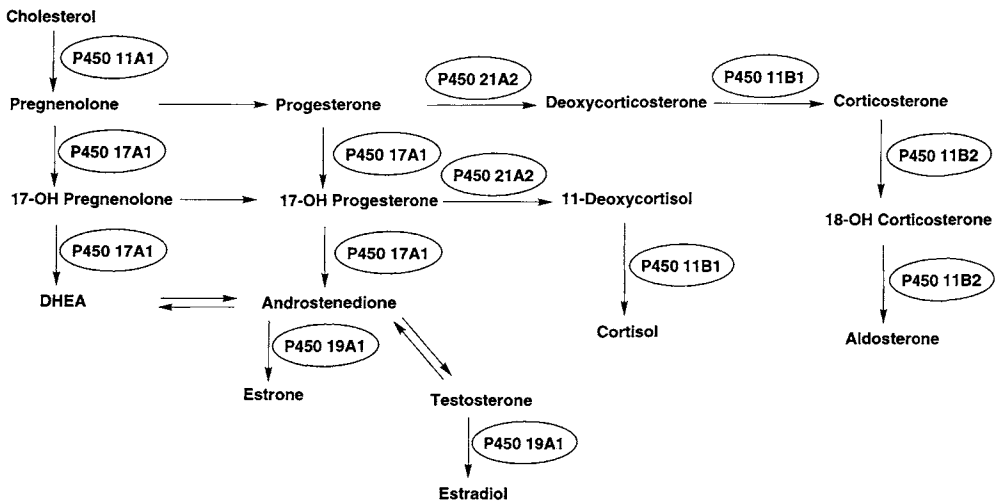 Cholesterol
P450 11A1
P450 21A2
P450 11B1
Pregnenolone
Progesterone
Deoxycorticosterone
Corticosterone
P450 17A1
P450 17A1
P450 21A2
P450 11B2
17-OH Pregnenolone
17-OH Progesterone
11-Deoxycortisol
18-OH Corticosterone
P450 17A1
P450 17A1
P450 11B1
P450 11B2
DHEA
Androstenedione
Cortisol
Aldosterone
P450 19A1
Estrone
Testosterone
P450 19A1
Estradiol